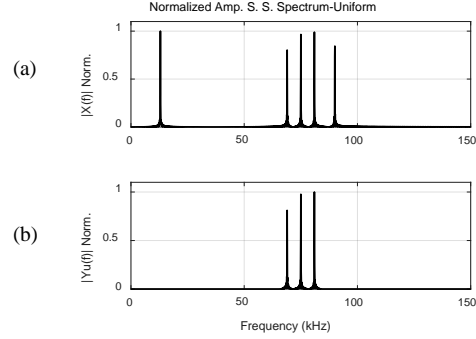 Normalized Amp. S. S. Spectrum-Uniform
(a)
|X(f)| Norm.
1
0.5
0
0
50
100
150
(b)
|Yu(f)| Norm.
1
0.5
0
0
50
100
150
Frequency (kHz)